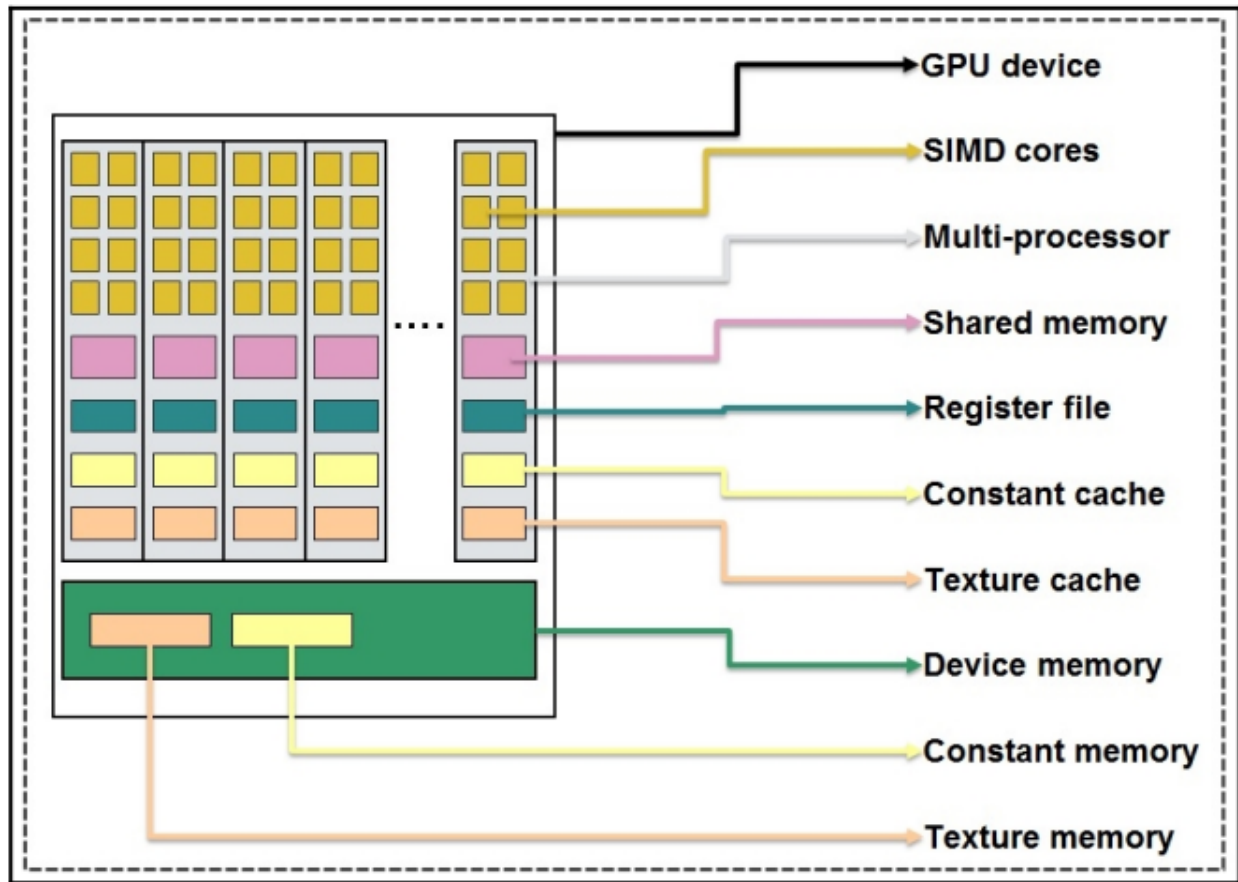 GPU device
SIMD cores
Multi-processor
Shared memory
....
Register file
Constant cache
Texture cache
Device memory
Constant memory
Texture memory